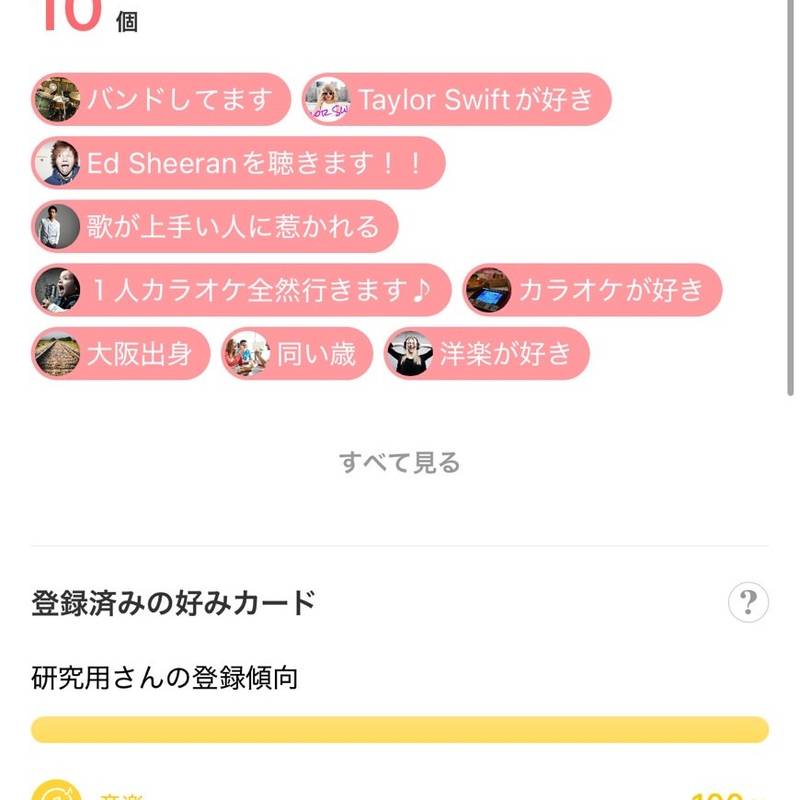 10 個
バンドしてます Taylor Swiftが好き
Ed Sheeranを聴きます！！
歌が上手い人に惹かれる
１人カラオケ全然行きます♪ カラオケが好き
大阪出身 同い歳 洋楽が好き
すべて見る
登録済みの好みカード ?
研究用さんの登録傾向
音楽 100